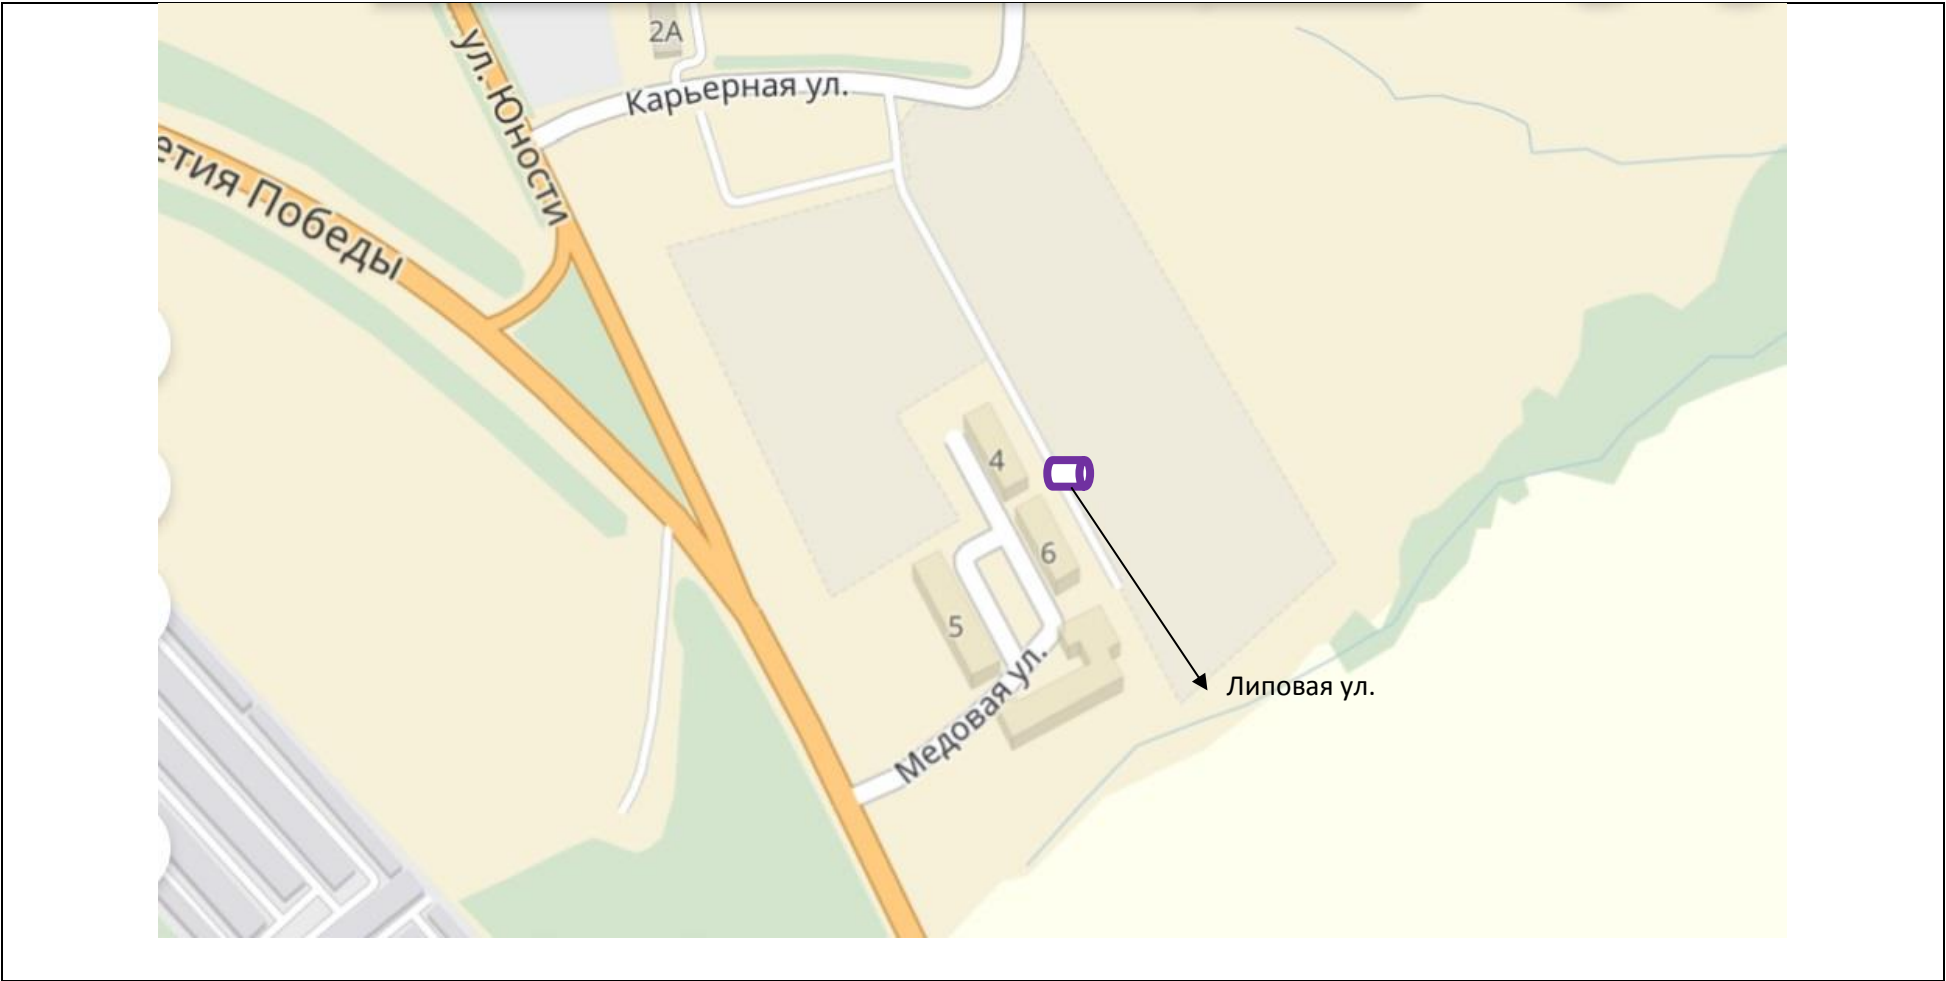 2А
ул. Юности
Карьерная ул.
етия Победы
4
6
5
Липовая ул.
Медовая ул.